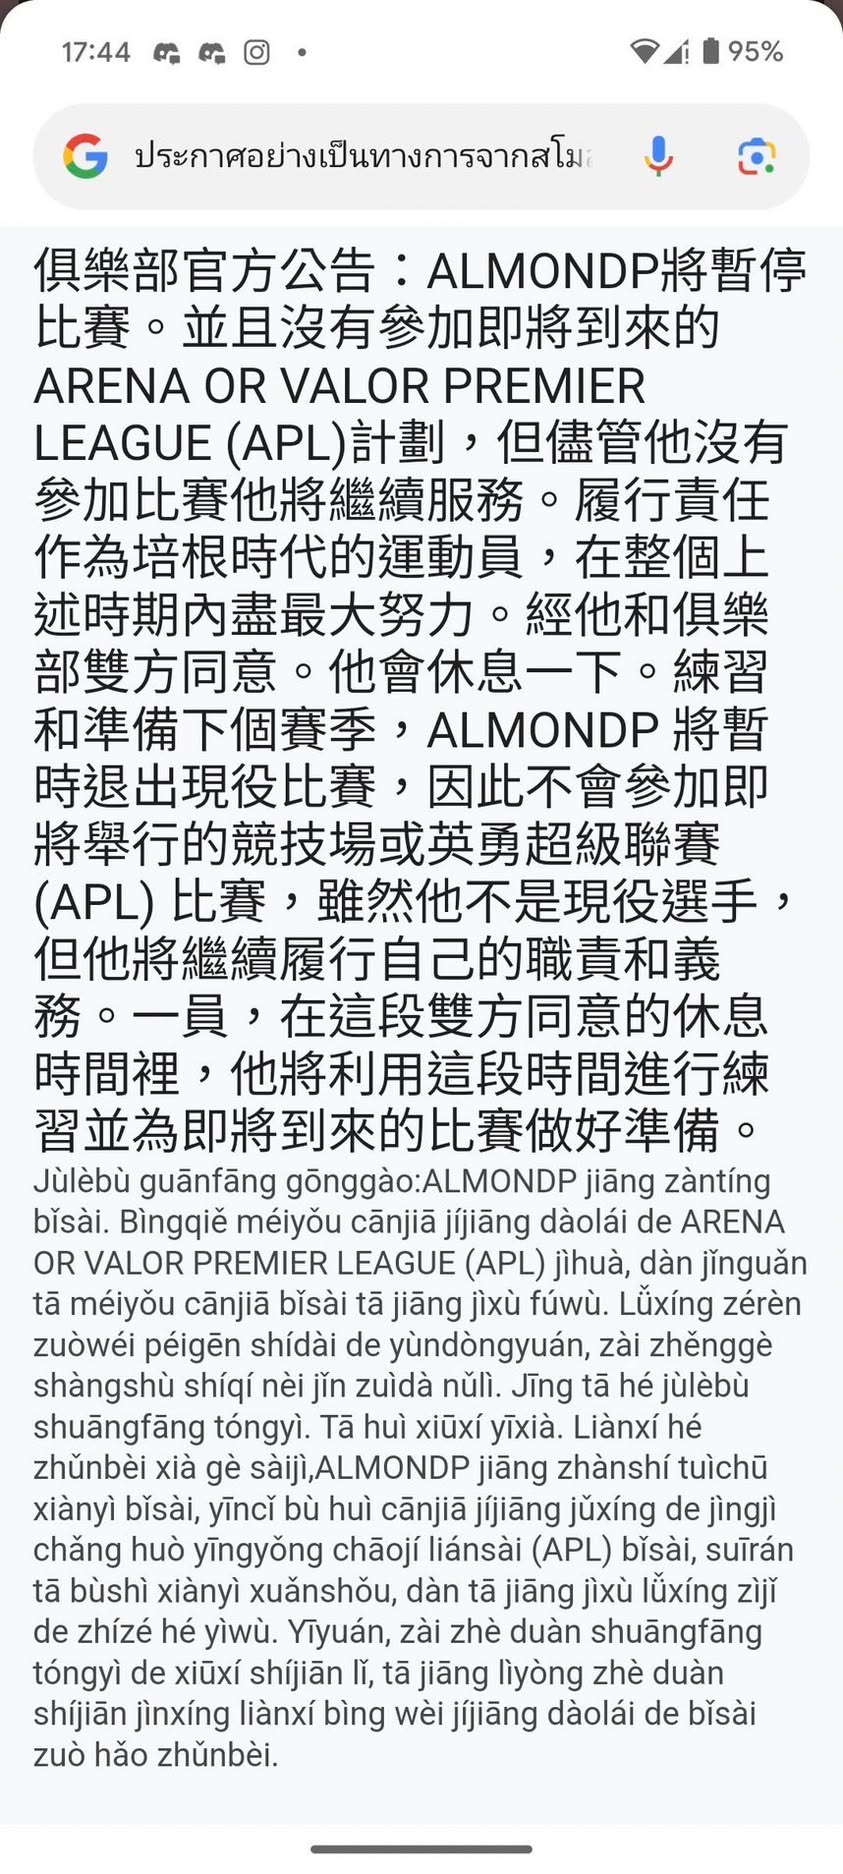 17:44
95%
ประกาศอย่างเป็นทางการจากสโม
俱樂部官方公告：ALMONDP將暫停
比賽。並且沒有參加即將到來的
ARENA OR VALOR PREMIER
LEAGUE (APL)計劃，但儘管他沒有
參加比賽他將繼續服務。履行責任
作為培根時代的運動員，在整個上
述時期內盡最大努力。經他和俱樂
部雙方同意。他會休息一下。練習
和準備下個賽季，ALMONDP 將暫
時退出現役比賽，因此不會參加即
將舉行的競技場或英勇超級聯賽
(APL) 比賽，雖然他不是現役選手，
但他將繼續履行自己的職責和義
務。一員，在這段雙方同意的休息
時間裡，他將利用這段時間進行練
習並為即將到來的比賽做好準備。
Jùlèbù guānfāng gōnggào:ALMONDP jiāng zàntíng
bǐsài. Bìngqiě méiyǒu cānjiā jíjiāng dàolái de ARENA
OR VALOR PREMIER LEAGUE (APL) jìhuà, dàn jǐnguǎn
tā méiyǒu cānjiā bǐsài tā jiāng jìxù fúwù. Lǚxíng zérèn
zuòwéi péigēn shídài de yùndòngyuán, zài zhěnggè
shàngshù shíqí nèi jǐn zuìdà nǔlì. Jīng tā hé jùlèbù
shuāngfāng tóngyì. Tā huì xiūxí yīxià. Liànxí hé
zhǔnbèi xià gè sàijì,ALMONDP jiāng zhànshí tuìchū
xiànyì bǐsài, yīncǐ bù huì cānjiā jíjiāng jǔxíng de jìngjì
chǎng huò yīngyǒng chāojí liánsài (APL) bǐsài, suīrán
tā bùshì xiànyì xuǎnshǒu, dàn tā jiāng jìxù lǚxíng zìjǐ
de zhízé hé yìwù. Yīyuán, zài zhè duàn shuāngfāng
tóngyì de xiūxí shíjiān lǐ, tā jiāng lìyòng zhè duàn
shíjiān jìnxíng liànxí bìng wèi jíjiāng dàolái de bǐsài
zuò hǎo zhǔnbèi.